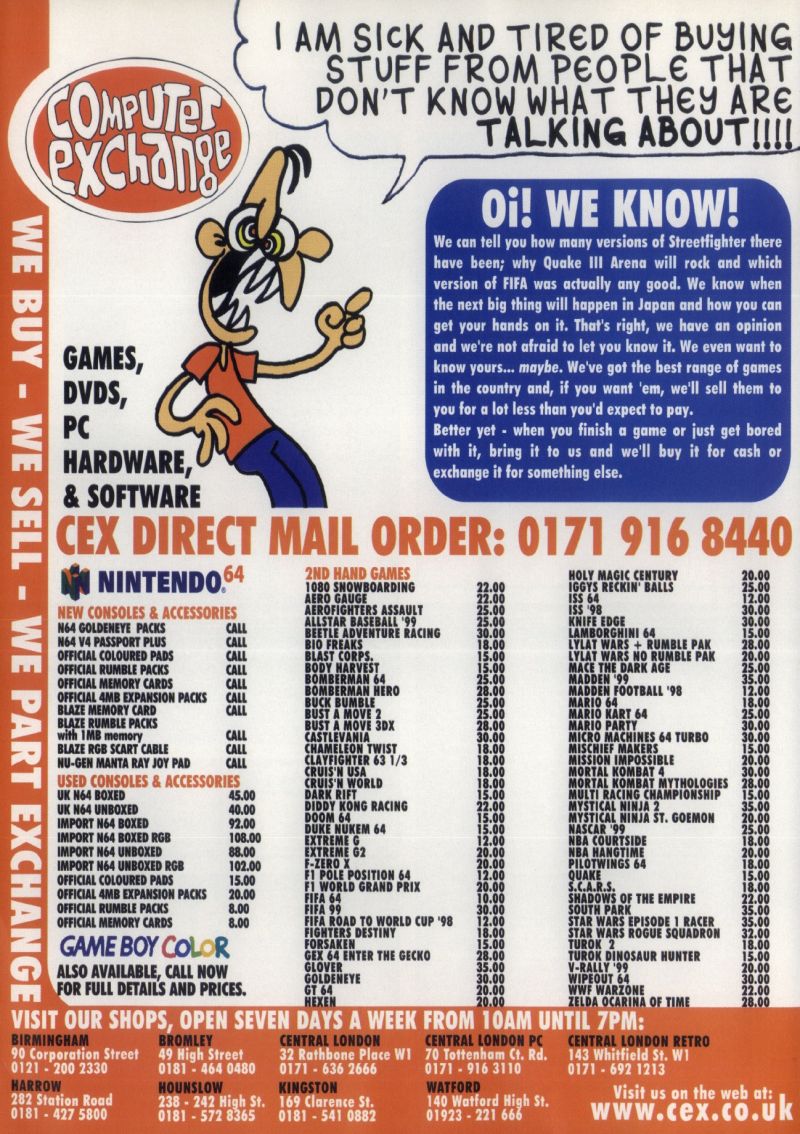 COMPUTER EXCHANGE
I AM SICK AND TIRED OF BUYING
STUFF FROM PEOPLE THAT
DON'T KNOW WHAT THEY ARE
TALKING ABOUT!!!!
Oi! WE KNOW!
We can tell you how many versions of Streetfighter there
have been; why Quake III Arena will rock and which
version of FIFA was actually any good. We know when
the next big thing will happen in Japan and how you can
get your hands on it. That's right, we have an opinion
and we're not afraid to let you know it. We even want to
know yours... maybe. We've got the best range of games
in the country and, if you want 'em, we'll sell them to
you for a lot less than you'd expect to pay.
Better yet - when you finish a game or just get bored
with it, bring it to us and we'll buy it for cash or
exchange it for something else.
WE BUY - WE SELL - WE PART EXCHANGE
GAMES,
DVDS,
PC
HARDWARE,
& SOFTWARE
CEX DIRECT MAIL ORDER: 0171 916 8440
NINTENDO 64
NEW CONSOLES & ACCESSORIES
N64 GOLDENEYE PACKS CALL
N64 V4 PASSPORT PLUS CALL
OFFICIAL COLOURED PADS CALL
OFFICIAL RUMBLE PACKS CALL
OFFICIAL MEMORY CARDS CALL
OFFICIAL 4MB EXPANSION PACKS CALL
BLAZE MEMORY CARD CALL
BLAZE RUMBLE PACKS
with 1MB memory CALL
BLAZE RGB SCART CABLE CALL
NU-GEN MANTA RAY JOY PAD CALL
USED CONSOLES & ACCESSORIES
UK N64 BOXED 45.00
UK N64 UNBOXED 40.00
IMPORT N64 BOXED 92.00
IMPORT N64 BOXED RGB 108.00
IMPORT N64 UNBOXED 88.00
IMPORT N64 UNBOXED RGB 102.00
OFFICIAL COLOURED PADS 15.00
OFFICIAL 4MB EXPANSION PACKS 20.00
OFFICIAL RUMBLE PACKS 8.00
OFFICIAL MEMORY CARDS 8.00
GAME BOY COLOR
ALSO AVAILABLE, CALL NOW
FOR FULL DETAILS AND PRICES.
2ND HAND GAMES
1080 SNOWBOARDING 22.00
AERO GAUGE 22.00
AEROFIGHTERS ASSAULT 25.00
ALLSTAR BASEBALL '99 25.00
BEETLE ADVENTURE RACING 30.00
BIO FREAKS 18.00
BLAST CORPS. 15.00
BODY HARVEST 15.00
BOMBERMAN 64 25.00
BOMBERMAN HERO 28.00
BUCK BUMBLE 25.00
BUST A MOVE 2 25.00
BUST A MOVE 3DX 28.00
CASTLEVANIA 30.00
CHAMELEON TWIST 18.00
CLAYFIGHTER 63 1/3 18.00
CRUIS'N USA 18.00
CRUIS'N WORLD 18.00
DARK RIFT 15.00
DIDDY KONG RACING 22.00
DOOM 64 15.00
DUKE NUKEM 64 15.00
EXTREME G 12.00
EXTREME G2 20.00
F-ZERO X 20.00
F1 POLE POSITION 64 12.00
F1 WORLD GRAND PRIX 20.00
FIFA 64 10.00
FIFA 99 30.00
FIFA ROAD TO WORLD CUP '98 12.00
FIGHTERS DESTINY 18.00
FORSAKEN 15.00
GEX 64 ENTER THE GECKO 28.00
GLOVER 35.00
GOLDENEYE 30.00
GT 64 20.00
HEXEN 20.00
HOLY MAGIC CENTURY 20.00
IGGYS RECKIN' BALLS 25.00
ISS 64 12.00
ISS '98 30.00
KNIFE EDGE 30.00
LAMBORGHINI 64 15.00
LYLAT WARS + RUMBLE PAK 28.00
LYLAT WARS NO RUMBLE PAK 20.00
MACE THE DARK AGE 25.00
MADDEN '99 35.00
MADDEN FOOTBALL '98 12.00
MARIO 64 18.00
MARIO KART 64 25.00
MARIO PARTY 30.00
MICRO MACHINES 64 TURBO 30.00
MISCHIEF MAKERS 15.00
MISSION IMPOSSIBLE 20.00
MORTAL KOMBAT 4 30.00
MORTAL KOMBAT MYTHOLOGIES 28.00
MULTI RACING CHAMPIONSHIP 15.00
MYSTICAL NINJA 2 35.00
MYSTICAL NINJA ST. GOEMON 20.00
NASCAR '99 25.00
NBA COURTSIDE 18.00
NBA HANGTIME 20.00
PILOTWINGS 64 18.00
QUAKE 15.00
S.C.A.R.S. 18.00
SHADOWS OF THE EMPIRE 22.00
SOUTH PARK 35.00
STAR WARS EPISODE 1 RACER 35.00
STAR WARS ROGUE SQUADRON 32.00
TUROK 2 18.00
TUROK DINOSAUR HUNTER 15.00
V-RALLY '99 20.00
WIPEOUT 64 30.00
WWF WARZONE 22.00
ZELDA OCARINA OF TIME 28.00
VISIT OUR SHOPS, OPEN SEVEN DAYS A WEEK FROM 10AM UNTIL 7PM:
BIRMINGHAM
90 Corporation Street
0121 - 200 2330
BROMLEY
49 High Street
0181 - 464 0480
CENTRAL LONDON
32 Rathbone Place W1
0171 - 636 2666
CENTRAL LONDON PC
70 Tottenham Ct. Rd.
0171 - 916 3110
CENTRAL LONDON RETRO
143 Whitfield St. W1
0171 - 692 1213
HARROW
282 Station Road
0181 - 427 5800
HOUNSLOW
238 - 242 High St.
0181 - 572 8365
KINGSTON
169 Clarence St.
0181 - 541 0882
WATFORD
140 Watford High St.
01923 - 221 666
Visit us on the web at:
www.cex.co.uk